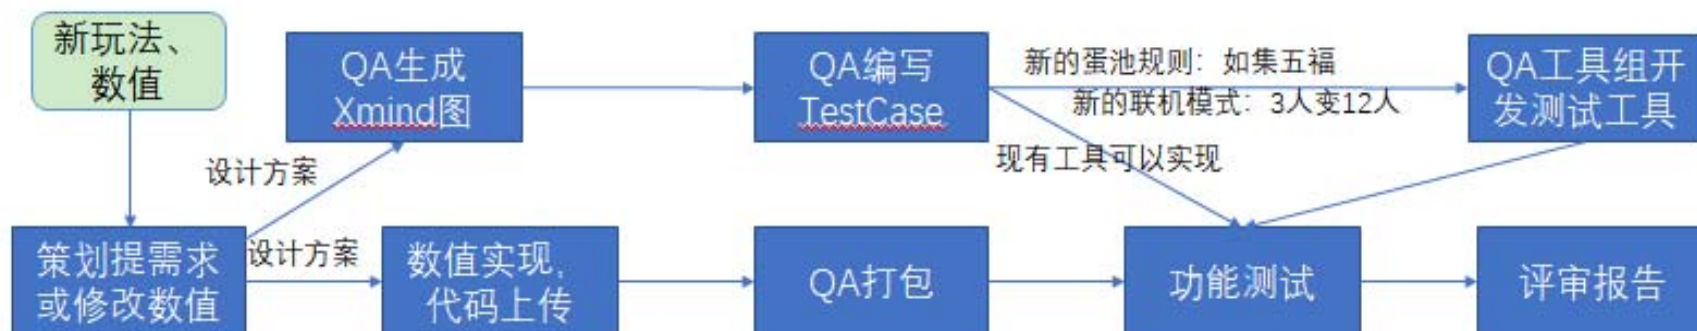 新玩法、
数值
QA生成
Xmind图
QA编写
TestCase
新的蛋池规则：如集五福
新的联机模式：3人变12人
QA工具组开
发测试工具
设计方案
现有工具可以实现
策划提需求
或修改数值
设计方案
数值实现，
代码上传
QA打包
功能测试
评审报告